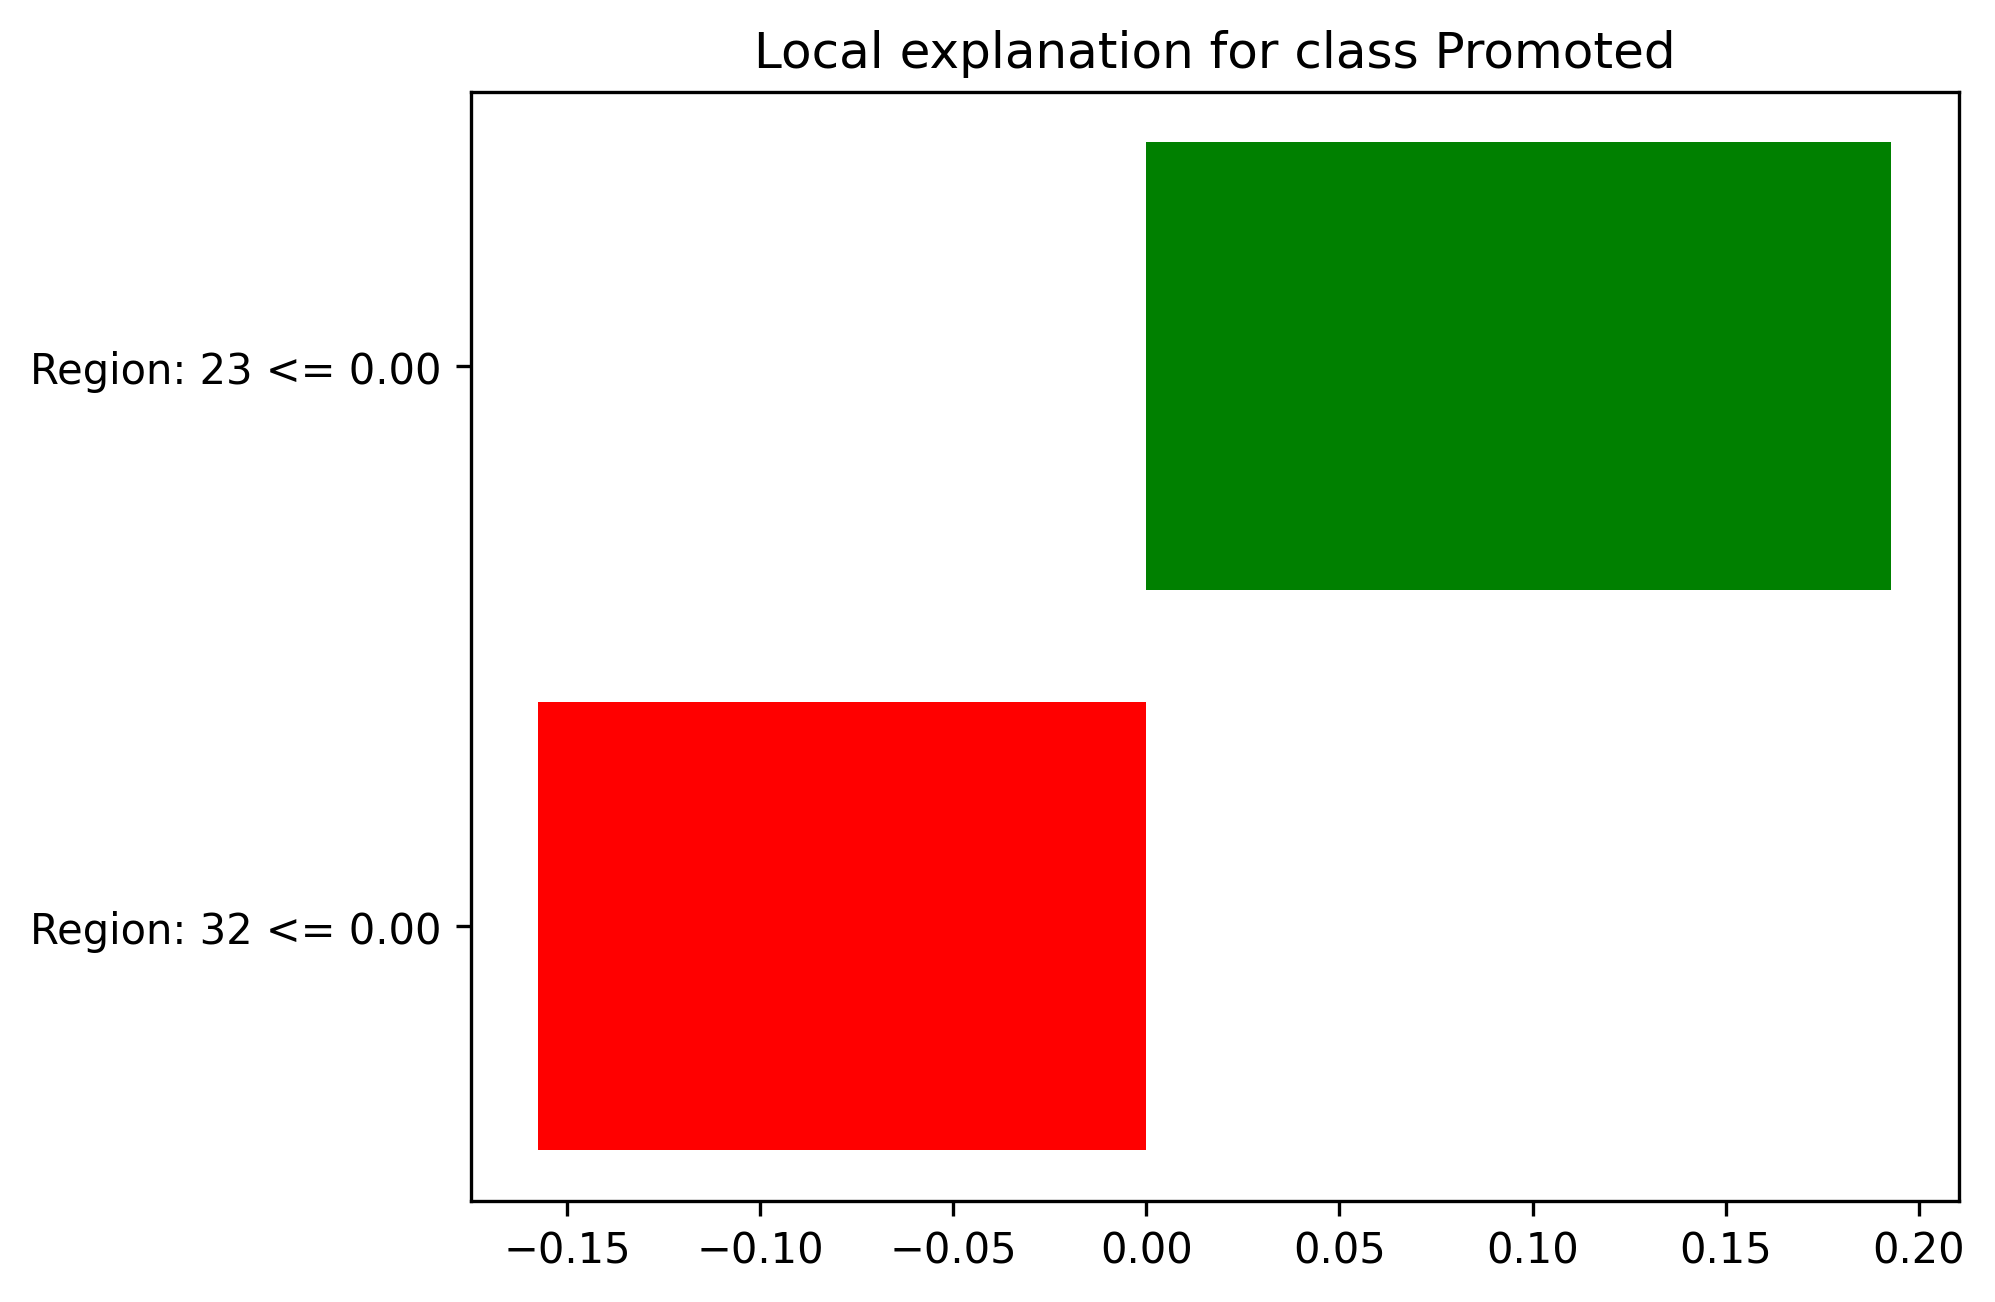 Local explanation for class Promoted
Region: 23 <= 0.00
Region: 32 <= 0.00
−0.15 −0.10 −0.05 0.00 0.05 0.10 0.15 0.20